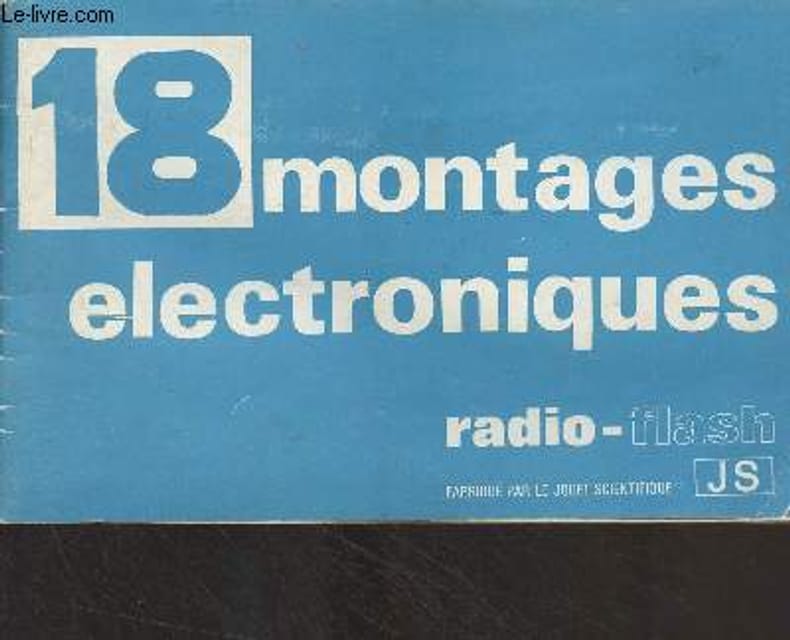 Le-livre.com
18 montages
electroniques
radio-flash
FABRIQUE PAR LE JOUET SCIENTIFIQUE JS